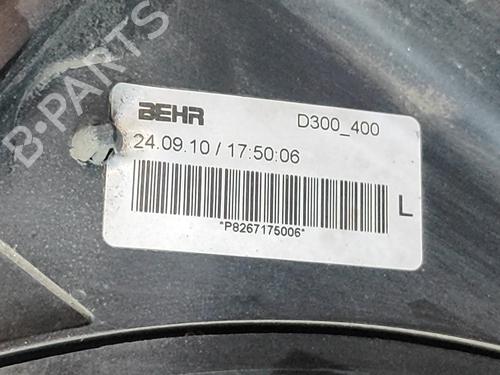 BEHR D300_400
24.09.10 / 17:50:06
L
*P8267175006*
B-PARTS